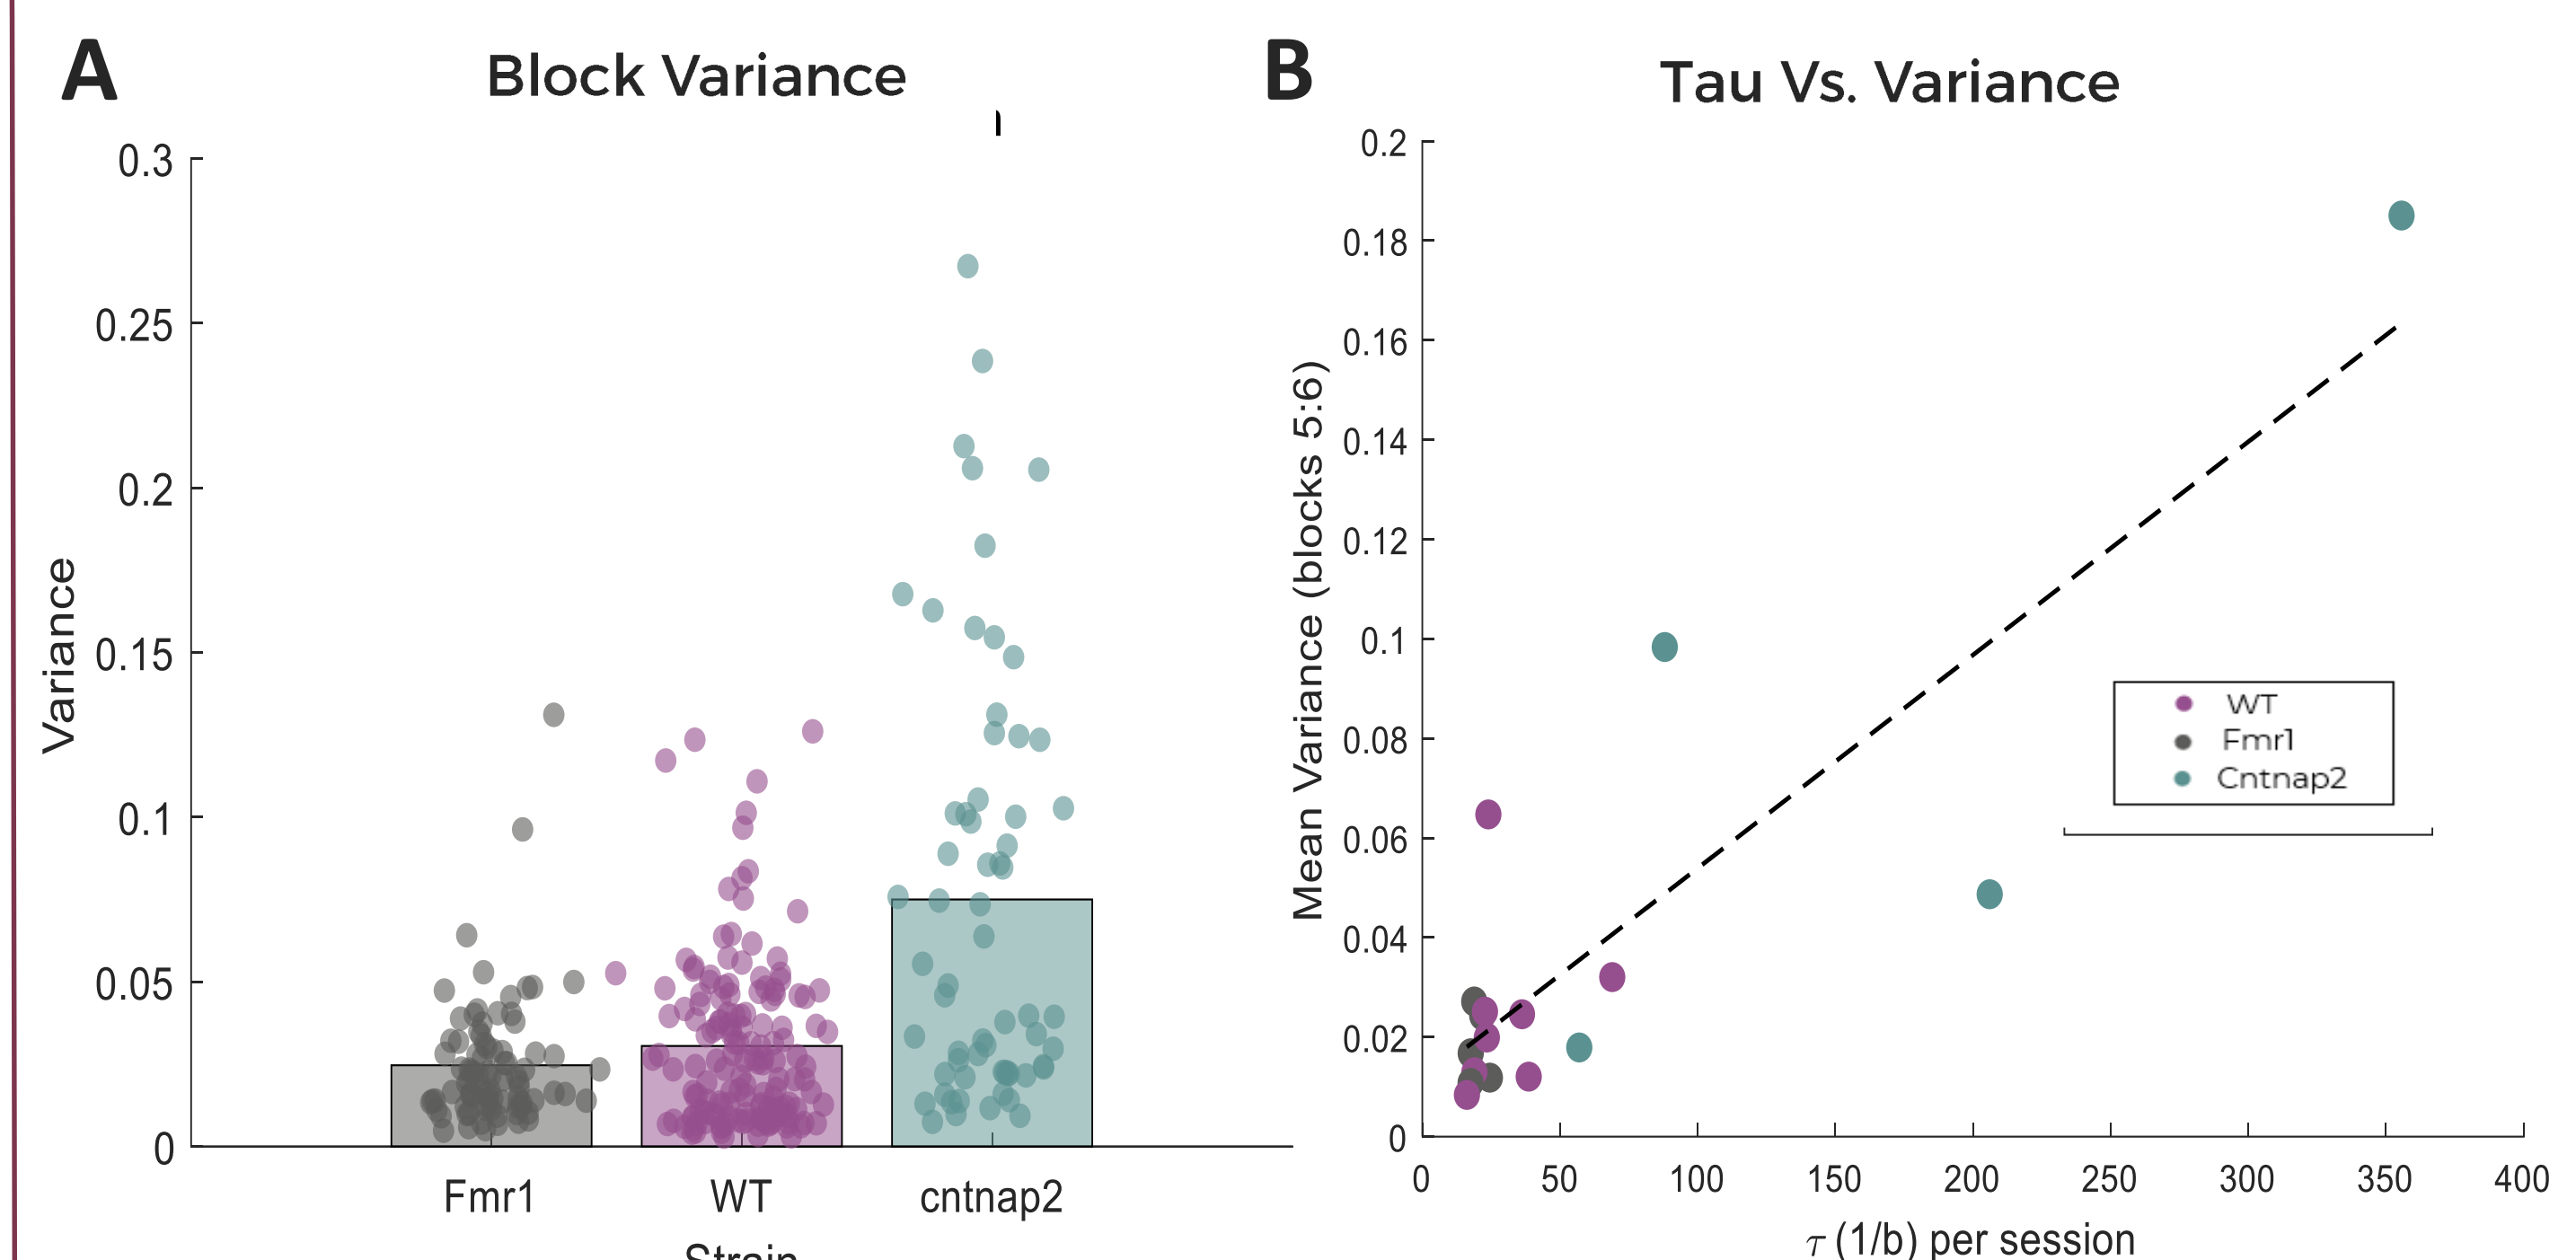 A
Block Variance
0.3
0.25
0.2
0.15
0.1
0.05
0
Variance
Fmr1
WT
cntnap2
Strain
B
Tau Vs. Variance
0.2
0.18
0.16
0.14
0.12
0.1
0.08
0.06
0.04
0.02
0
Mean Variance (blocks 5:6)
WT
Fmr1
Cntnap2
0
50
100
150
200
250
300
350
400
τ (1/b) per session